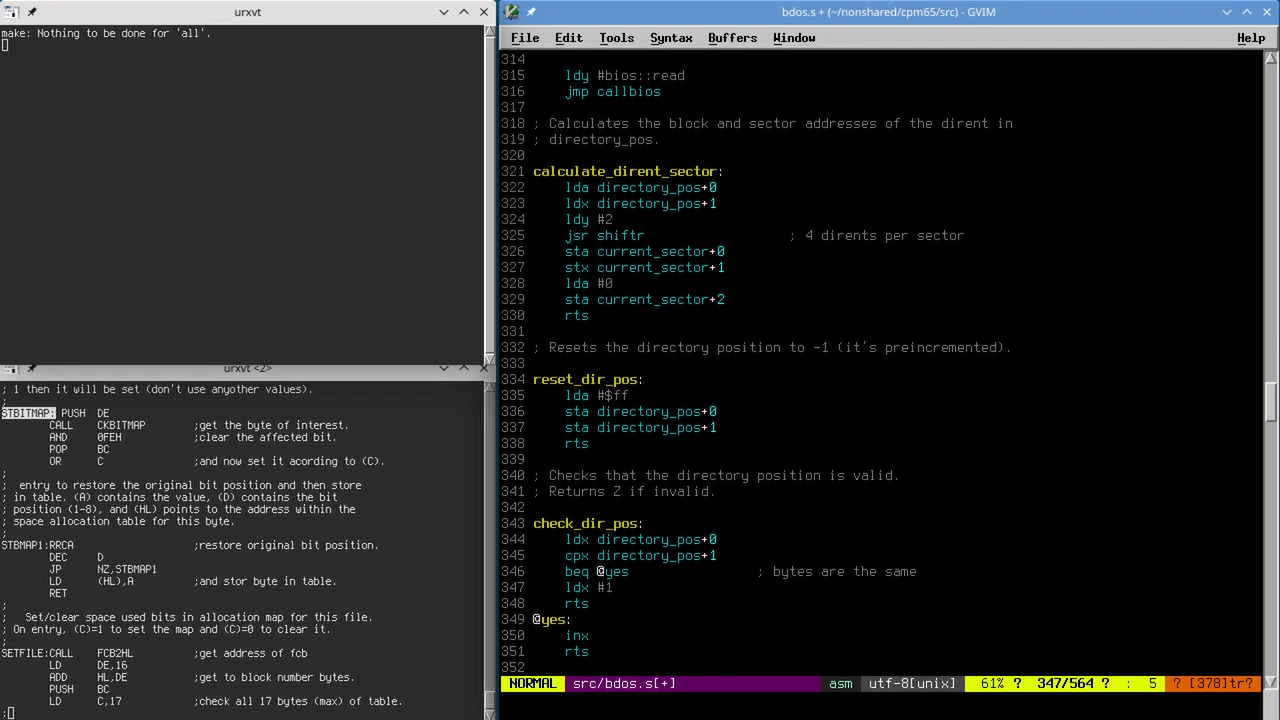 urxvt
make: Nothing to be done for 'all'.
urxvt <2>
; 1 then it will be set (don't use anyother values).
;
STBITMAP: PUSH DE
CALL CKBITMAP ;get the byte of interest.
AND 0FEH ;clear the affected bit.
POP BC
OR C ;and now set it acording to (C).
;
; entry to restore the original bit position and then store
; in table. (A) contains the value, (D) contains the bit
; position (1-8), and (HL) points to the address within the
; space allocation table for this byte.
;
STBMAP1:RRCA ;restore original bit position.
DEC D
JP NZ,STBMAP1
LD (HL),A ;and stor byte in table.
RET
;
; Set/clear space used bits in allocation map for this file.
; On entry, (C)=1 to set the map and (C)=0 to clear it.
;
SETFILE:CALL FCB2HL ;get address of fcb
LD DE,16
ADD HL,DE ;get to block number bytes.
PUSH BC
LD C,17 ;check all 17 bytes (max) of table.
:
bdos.s + (~/nonshared/cpm65/src) - GVIM
File Edit Tools Syntax Buffers Window Help
314
315 ldy #bios::read
316 jmp callbios
317
318 ; Calculates the block and sector addresses of the dirent in
319 ; directory_pos.
320
321 calculate_dirent_sector:
322 lda directory_pos+0
323 ldx directory_pos+1
324 ldy #2
325 jsr shiftr ; 4 dirents per sector
326 sta current_sector+0
327 stx current_sector+1
328 lda #0
329 sta current_sector+2
330 rts
331
332 ; Resets the directory position to -1 (it's preincremented).
333
334 reset_dir_pos:
335 lda #$ff
336 sta directory_pos+0
337 sta directory_pos+1
338 rts
339
340 ; Checks that the directory position is valid.
341 ; Returns Z if invalid.
342
343 check_dir_pos:
344 ldx directory_pos+0
345 cpx directory_pos+1
346 beq @yes ; bytes are the same
347 ldx #1
348 rts
349 @yes:
350 inx
351 rts
352
NORMAL src/bdos.s[+] asm utf-8[unix] 61% ? 347/564 ? : 5 ? [378]tr?